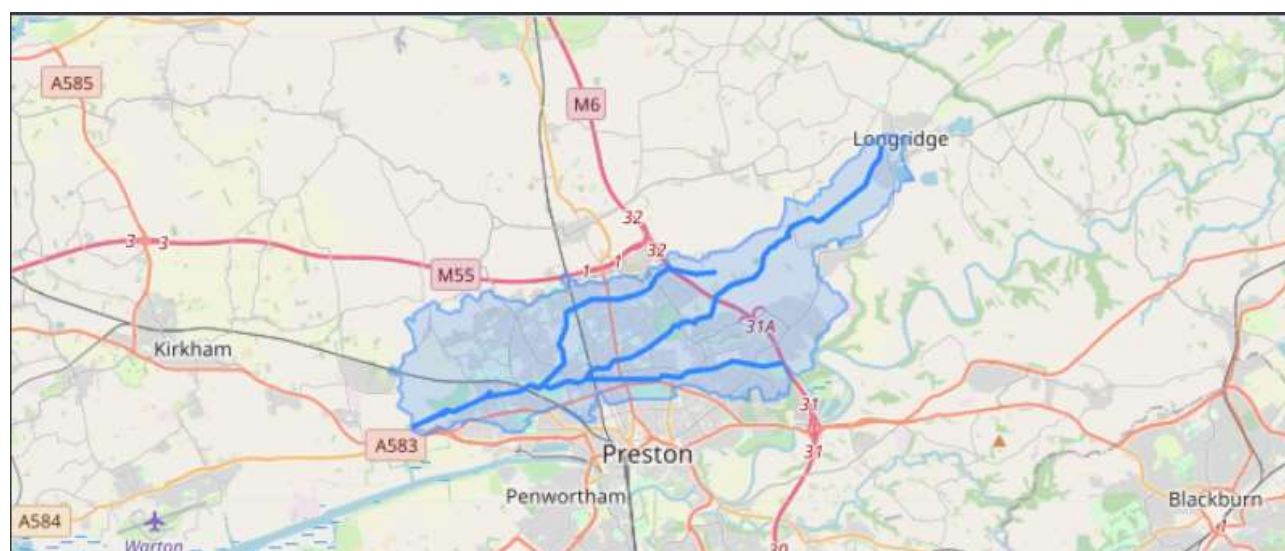 A585
M6
Longridge
32
3
3
32
1
1
M55
31A
Kirkham
31
A583
31
Preston
Penwortham
Blackburn
A584
1
Warton
30